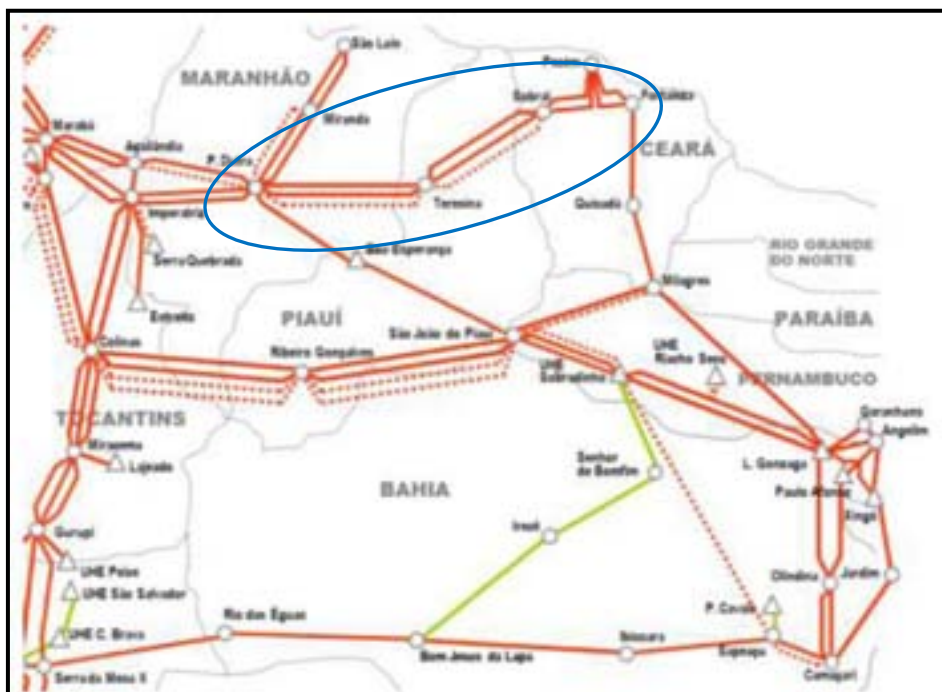 São Luís
MARANHÃO
Pecém
Sobral
Fortaleza
Miranda
Marabá
Açailândia
P. Dutra
CEARÁ
Teresina
Imperatriz
Quixadá
Boa Esperança
Serra Quebrada
RIO GRANDE
DO NORTE
Milagres
Estreito
PIAUÍ
PARAÍBA
São João do Piauí
Colinas
Ribeiro Gonçalves
UHE
Riacho Seco
UHE
Sobradinho
PERNAMBUCO
TOCANTINS
Garanhuns
Angelim
Miracema
Lajeado
L. Gonzaga
Senhor
do Bonfim
Paulo Afonso
BAHIA
Xingó
Irecê
Gurupi
UHE Peixe
Olindina
Jardim
UHE São Salvador
Rio das Éguas
P. Cavalo
UHE C. Brava
Bom Jesus da Lapa
Ibicoara
Sapeaçu
Serra da Mesa II
Camaçari